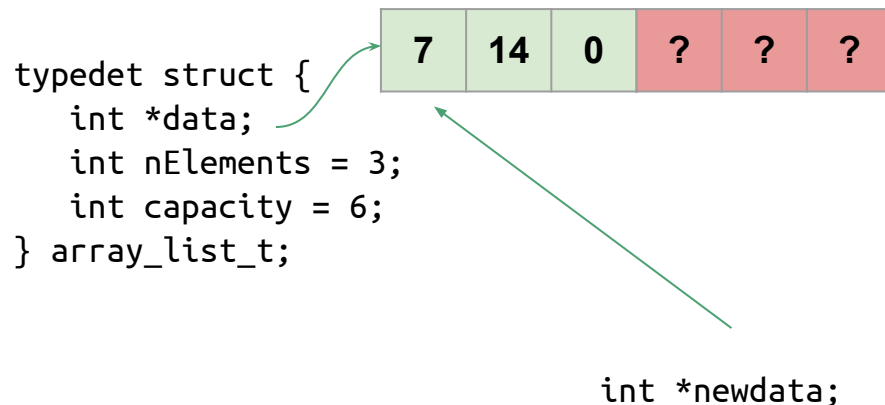 7 14 0 ? ? ?
typedet struct {
int *data;
int nElements = 3;
int capacity = 6;
} array_list_t;
int *newdata;